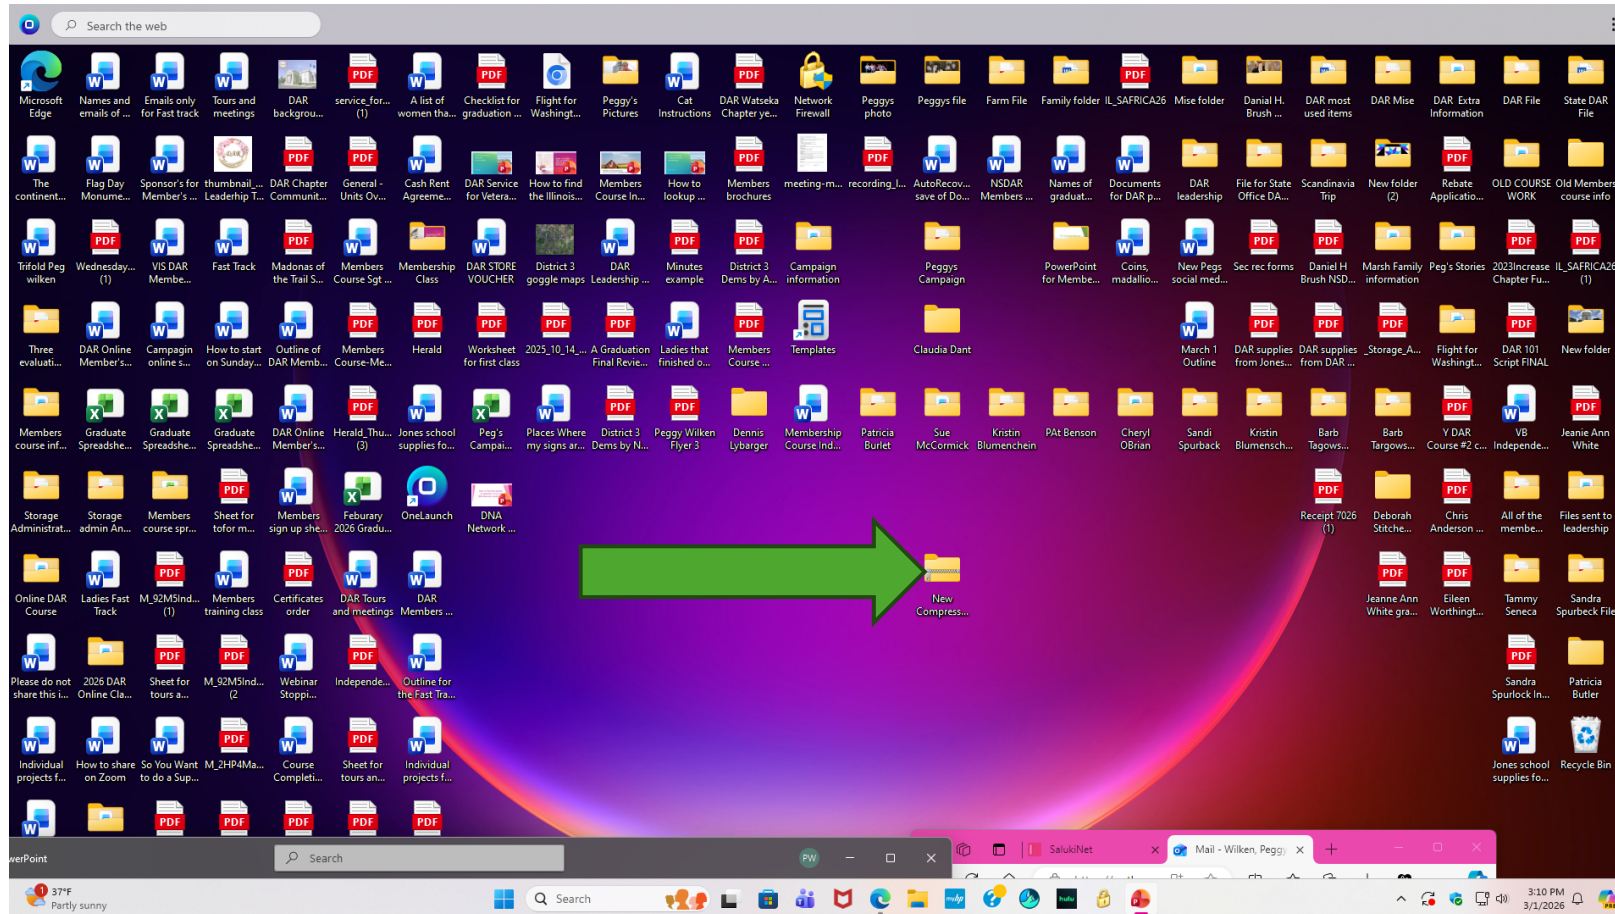 Search the web
Microsoft Edge
Names and emails of ...
Emails only for Fast track
Tours and meetings
DAR backgrou...
service_for... (1)
A list of women tha...
Checklist for graduation ...
Flight for Washingt...
Peggy's Pictures
Cat Instructions
DAR Watseka Chapter ye...
Network Firewall
Peggys photo
Peggys file
Farm File
Family folder
IL_SAFRICA26
Mise folder
Danial H. Brush ...
DAR most used items
DAR Mise
DAR Extra Information
DAR File
State DAR File
The continent...
Flag Day Monume...
Sponsor's for Member's ...
thumbnail_... Leadership T...
DAR Chapter Communit...
General - Units Ov...
Cash Rent Agreeme...
DAR Service for Vetera...
How to find the Illinois...
Members Course In...
How to lookup ...
Members brochures
meeting-m...
recording_l...
AutoRecov... save of Do...
NSDAR Members ...
Names of graduat...
Documents for DAR p...
DAR leadership
File for State Office DA...
Scandinavia Trip
New folder (2)
Rebate Applicatio...
OLD COURSE WORK
Old Members course info
Trifold Peg wilken
Wednesday... (1)
VIS DAR Membe...
Fast Track
Madonas of the Trail S...
Members Course Sgt ...
Membership Class
DAR STORE VOUCHER
District 3 goggle maps
DAR Leadership ...
Minutes example
District 3 Dems by A...
Campaign information
Peggys Campaign
PowerPoint for Membe...
Coins, madallio...
New Pegs social med...
Sec rec forms
Daniel H Brush NSD...
Marsh Family information
Peg's Stories
2023Increase Chapter Fu...
IL_SAFRICA26 (1)
Three evaluati...
DAR Online Member's...
Campagin online s...
How to start on Sunday...
Outline of DAR Memb...
Members Course-Me...
Herald
Worksheet for first class
2025_10_14_...
A Graduation Final Revie...
Ladies that finished o...
Members Course ...
Templates
Claudia Dant
March 1 Outline
DAR supplies from Jones...
DAR supplies from DAR ...
_Storage_A...
Flight for Washingt...
DAR 101 Script FINAL
New folder
Members course inf...
Graduate Spreadshe...
Graduate Spreadshe...
Graduate Spreadshe...
DAR Online Member's...
Herald_Thu... (3)
Jones school supplies fo...
Peg's Campai...
Places Where my signs ar...
District 3 Dems by N...
Peggy Wilken Flyer 3
Dennis Lybarger
Membership Course Ind...
Patricia Burlet
Sue McCormick
Kristin Blumenchein
PAt Benson
Cheryl OBrian
Sandi Spurback
Kristin Blumensch...
Barb Tagows...
Barb Targows...
Y DAR Course #2 c...
VB Independe...
Jeanie Ann White
Storage Administrat...
Storage admin An...
Members course spr...
Sheet for tofor m...
Members sign up she...
Feburary 2026 Gradu...
OneLaunch
DNA Network ...
Receipt 7026 (1)
Deborah Stitche...
Chris Anderson ...
All of the membe...
Files sent to leadership
Online DAR Course
Ladies Fast Track
M_92M5Ind... (1)
Members training class
Certificates order
DAR Tours and meetings
DAR Members ...
New Compress...
Jeanne Ann White gra...
Eileen Worthingt...
Tammy Seneca
Sandra Spurbeck File
Please do not share this i...
2026 DAR Online Cla...
Sheet for tours a...
M_92M5Ind... (2
Webinar Stoppi...
Independe...
Outline for the Fast Tra...
Sandra Spurlock In...
Patricia Butler
Individual projects f...
How to share on Zoom
So You Want to do a Sup...
M_2HP4Ma...
Course Completi...
Sheet for tours an...
Individual projects f...
Jones school supplies fo...
Recycle Bin
werPoint
Search
PW
SalukiNet
Mail - Wilken, Peggy
1
37°F
Partly sunny
Search
myhp
hulu
3:10 PM
3/1/2026